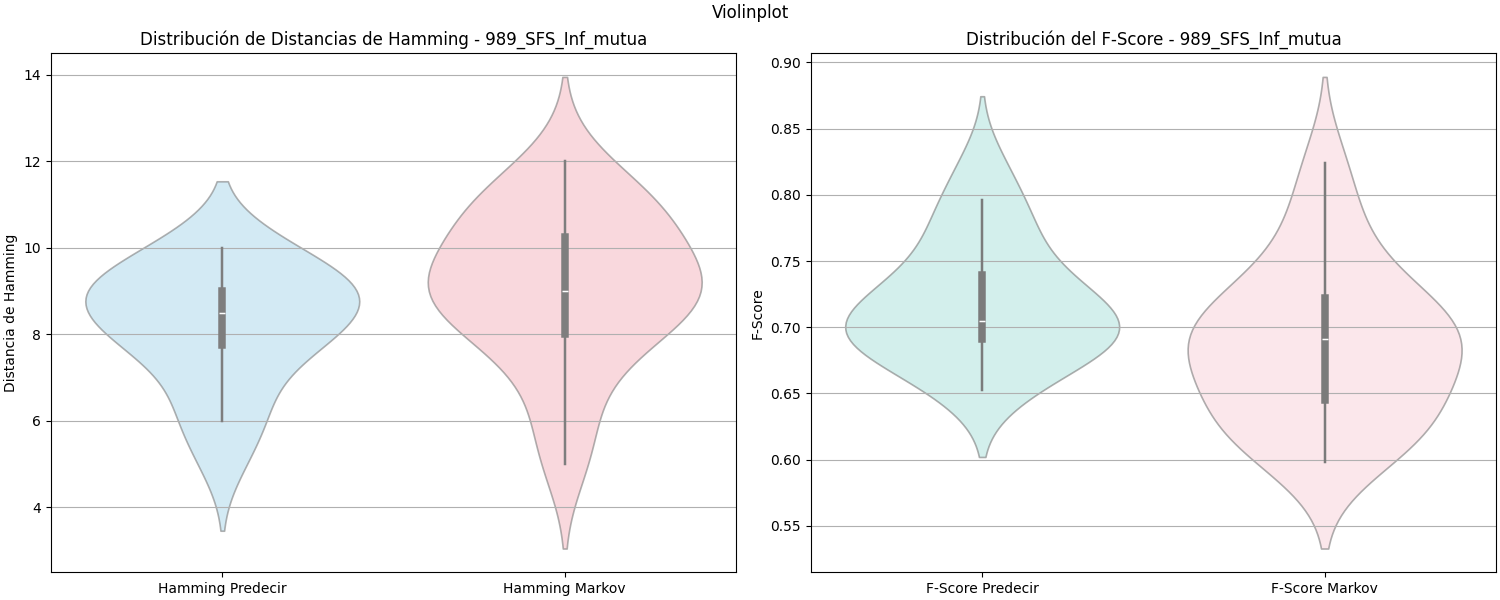 Violinplot
Distribución de Distancias de Hamming - 989_SFS_Inf_mutua
Distancia de Hamming
14
12
10
8
6
4
Hamming Predecir
Hamming Markov
Distribución del F-Score - 989_SFS_Inf_mutua
F-Score
0.90
0.85
0.80
0.75
0.70
0.65
0.60
0.55
F-Score Predecir
F-Score Markov